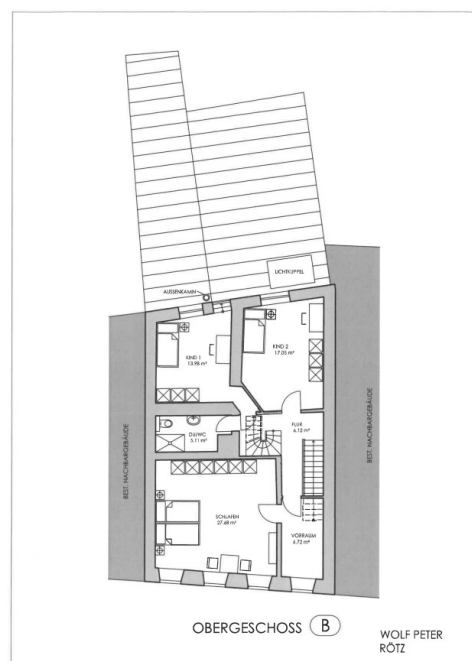 LICHTKUPPEL
AUSSENKAMIN
KIND 1
13.98 m²
KIND 2
17.05 m²
DU/WC
5.11 m²
FLUR
6.12 m²
BEST. NACHBARGEBÄUDE
BEST. NACHBARGEBÄUDE
SCHLAFEN
27.68 m²
VORRAUM
6.72 m²
OBERGESCHOSS B
WOLF PETER
RÖTZ